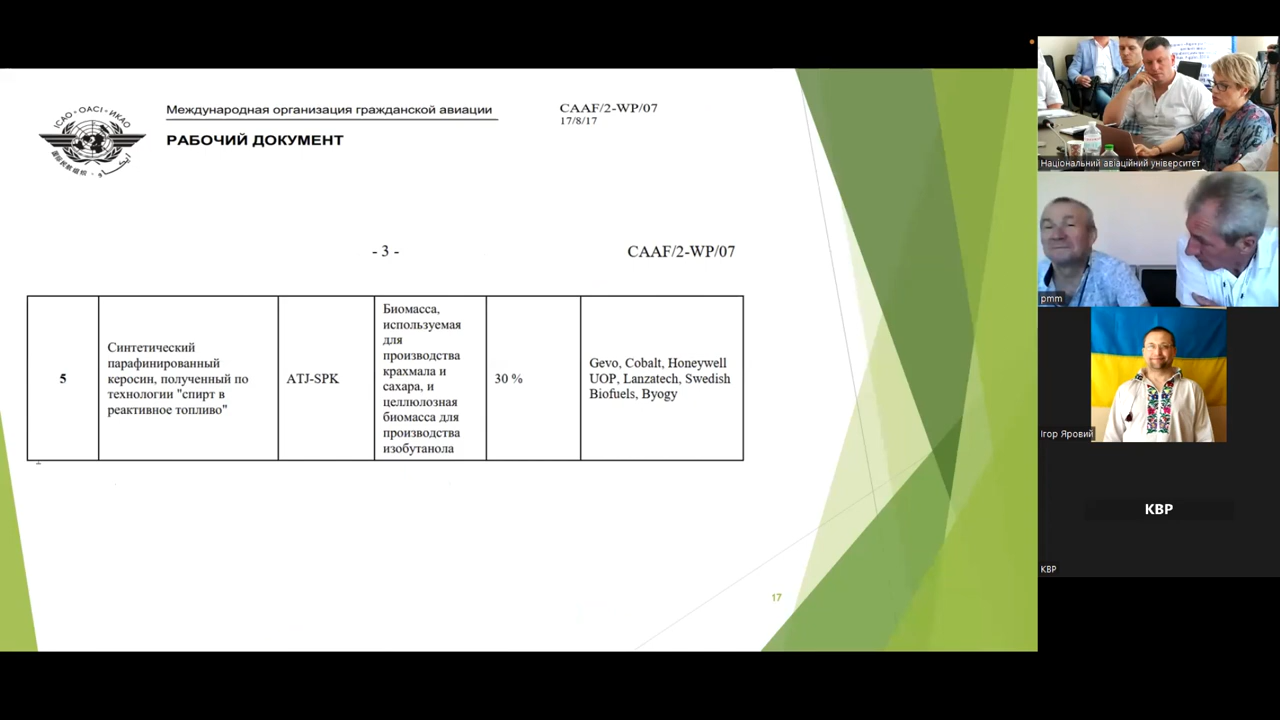 ICAO · OACI · ИКАО
Международная организация гражданской авиации
РАБОЧИЙ ДОКУМЕНТ
CAAF/2-WP/07
17/8/17
- 3 -
CAAF/2-WP/07
5
Синтетический
парафинированный
керосин, полученный по
технологии "спирт в
реактивное топливо"
ATJ-SPK
Биомасса,
используемая
для
производства
крахмала и
сахара, и
целлюлозная
биомасса для
производства
изобутанола
30 %
Gevo, Cobalt, Honeywell
UOP, Lanzatech, Swedish
Biofuels, Byogy
17
Національний авіаційний університет
pmm
Ігор Яровий
КВР
КВР